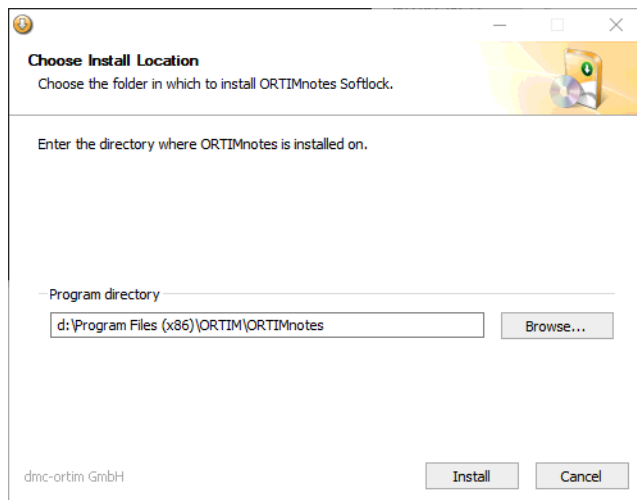 Choose Install Location
Choose the folder in which to install ORTIMnotes Softlock.
Enter the directory where ORTIMnotes is installed on.
Program directory
d:\Program Files (x86)\ORTIM\ORTIMnotes
Browse...
dmc-ortim GmbH
Install
Cancel